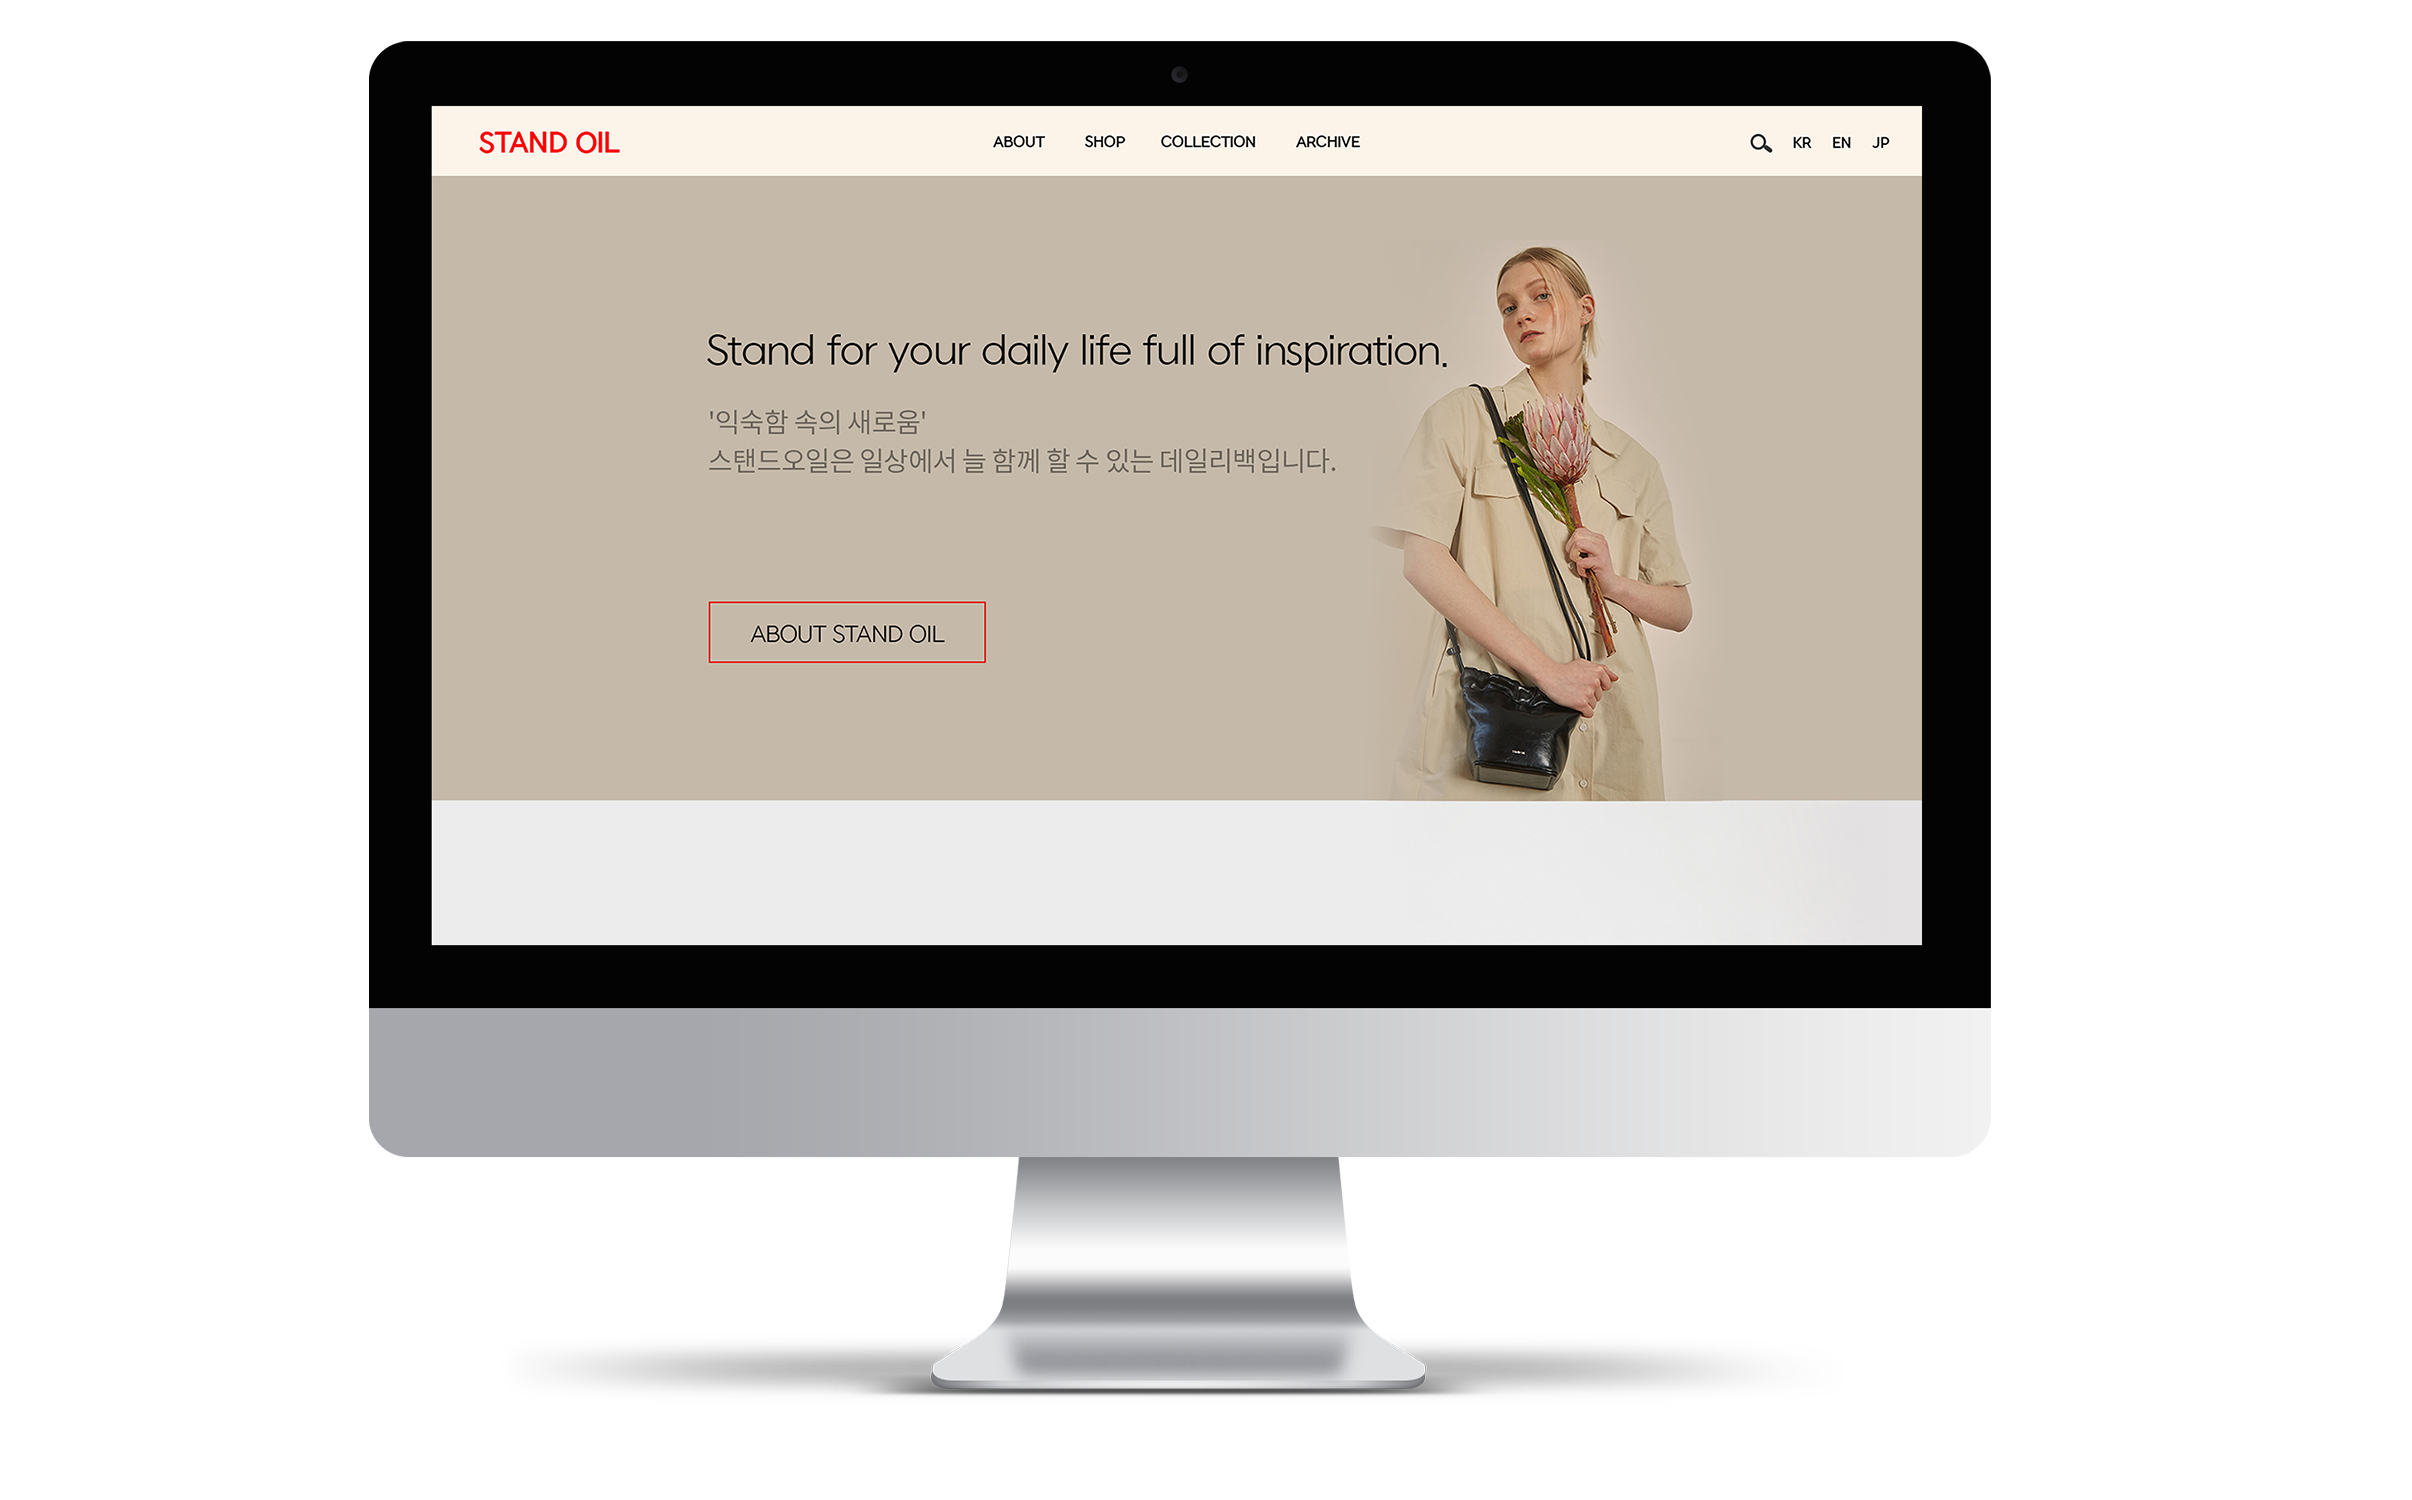 STAND OIL
ABOUT SHOP COLLECTION ARCHIVE
KR EN JP
Stand for your daily life full of inspiration.
'익숙함 속의 새로움'
스탠드오일은 일상에서 늘 함께 할 수 있는 데일리백입니다.
ABOUT STAND OIL